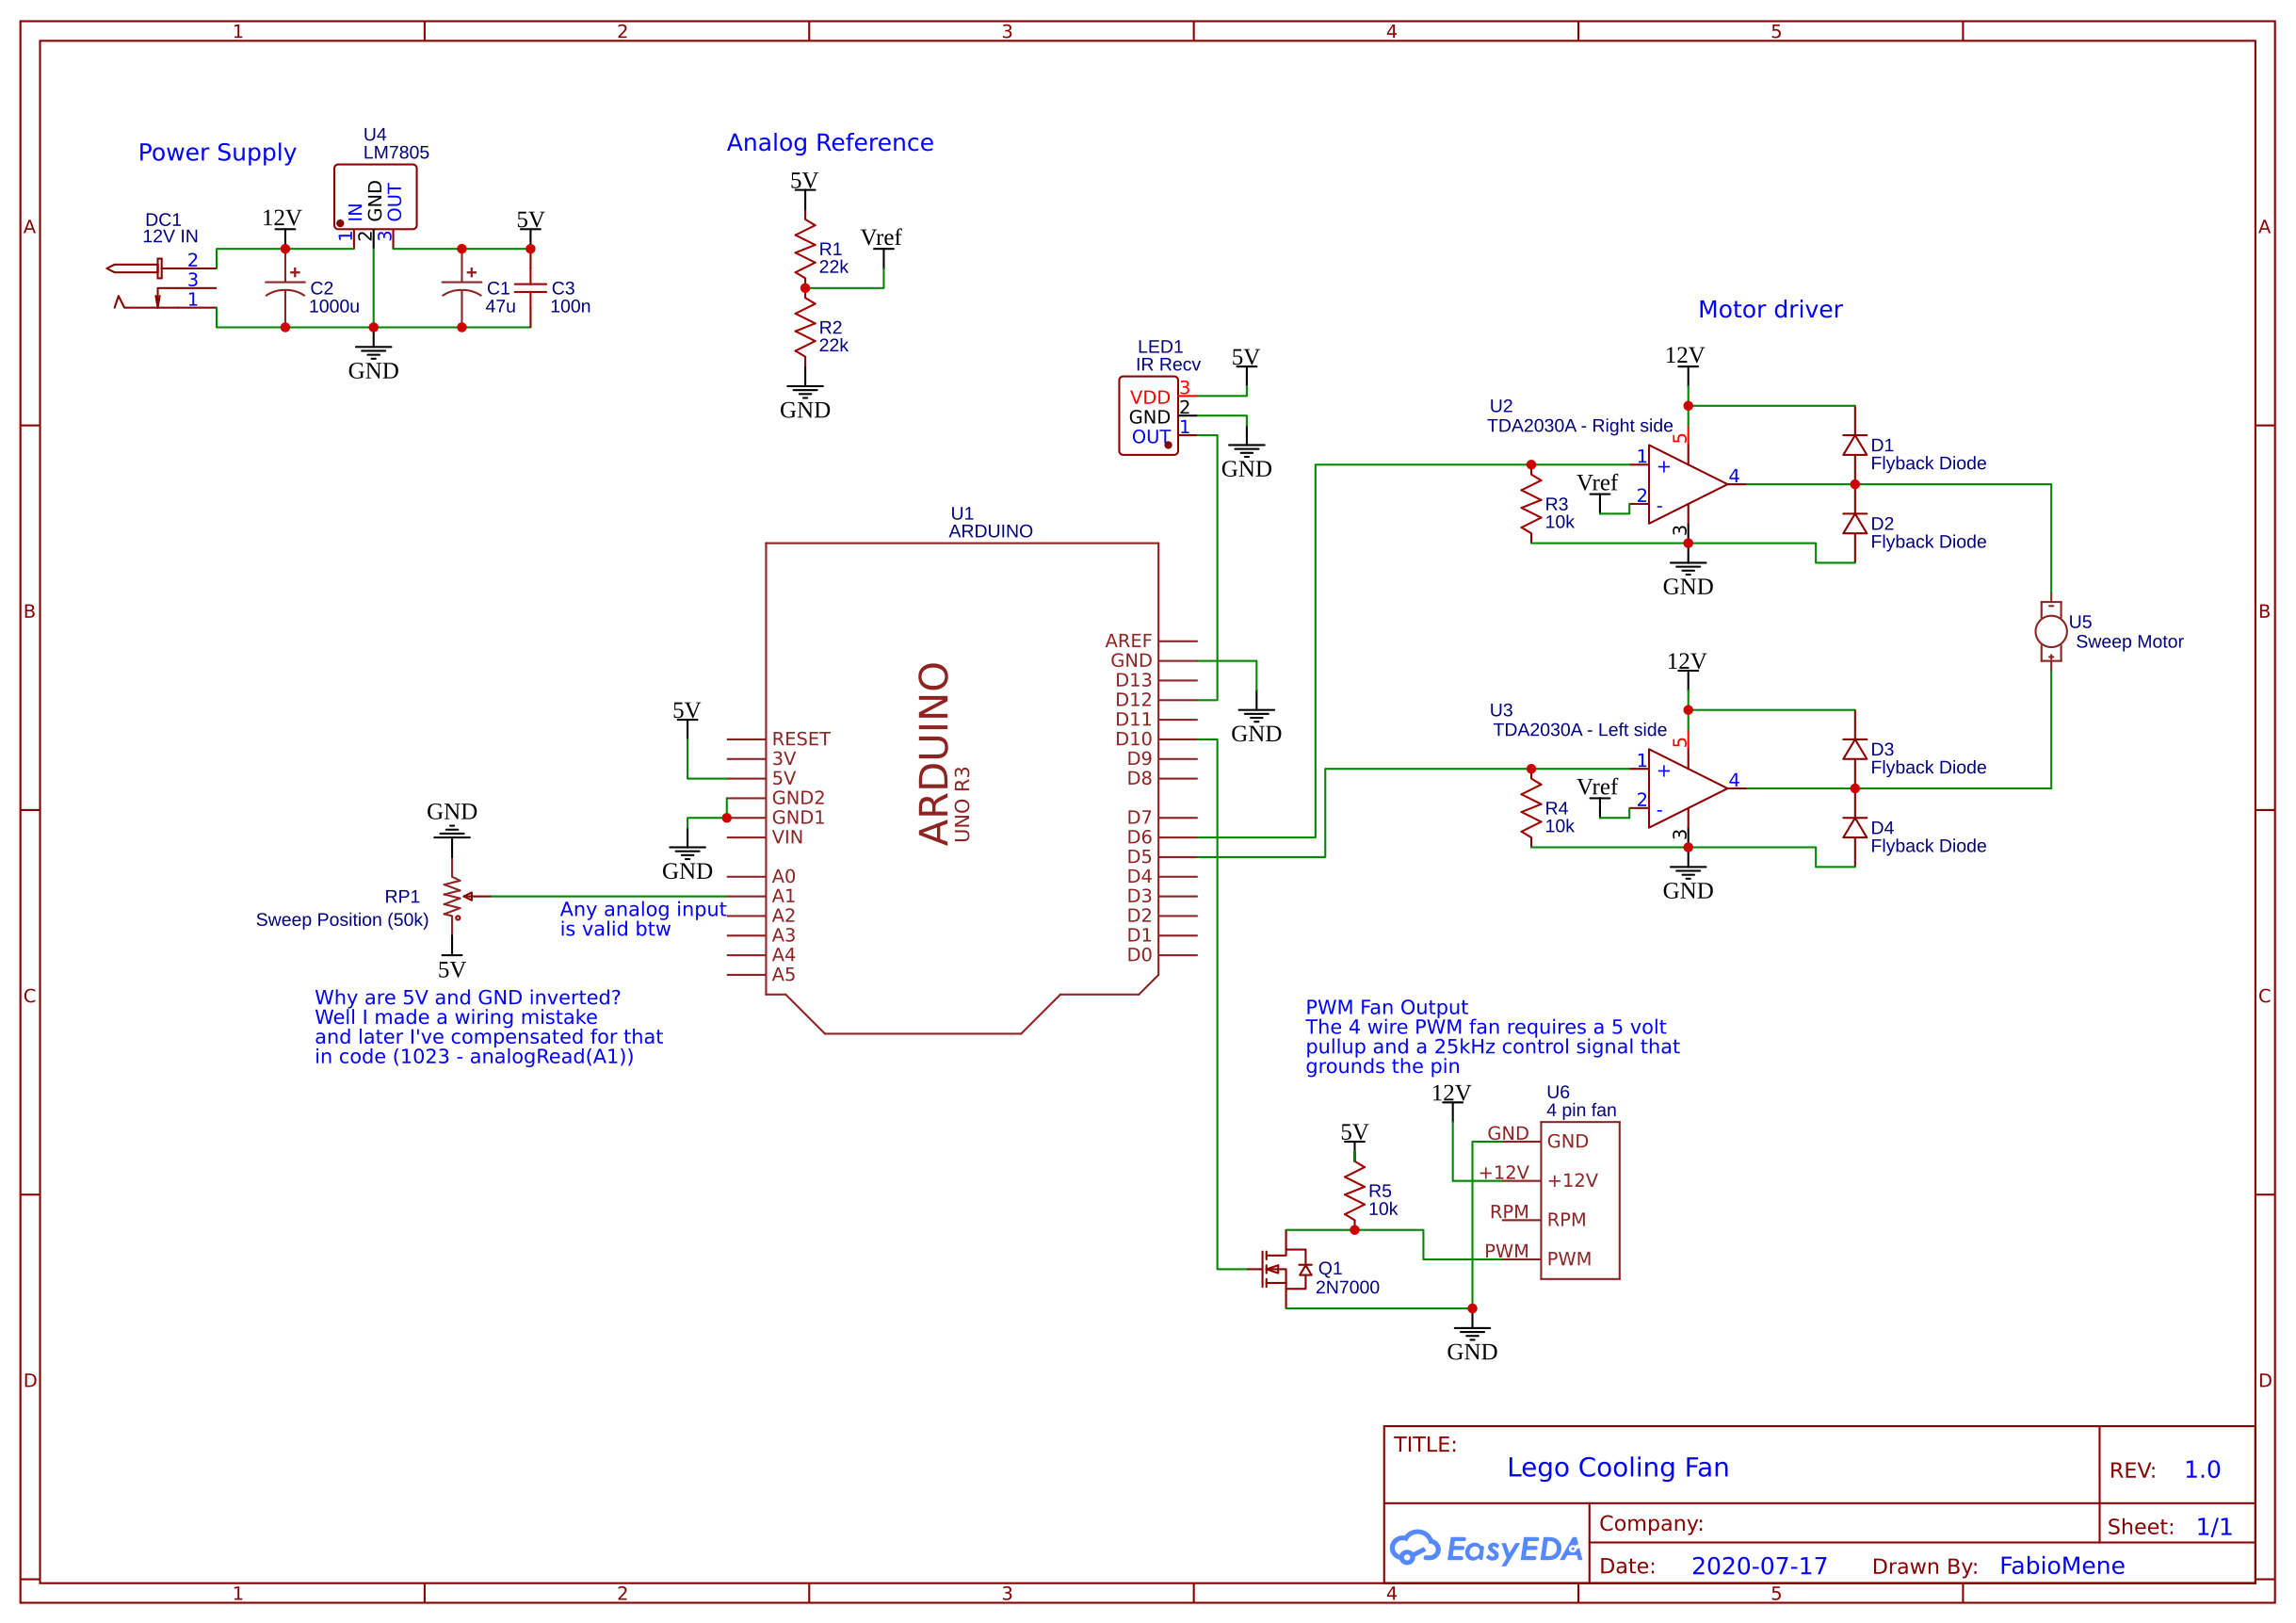 1 2 3 4 5
A
B
C
D
A
B
C
D
1 2 3 4 5
Power Supply
U4
LM7805
IN
GND
OUT
1
2
3
DC1
12V IN
2
3
1
12V
+
C2
1000u
GND
+
C1
47u
5V
C3
100n
Analog Reference
5V
R1
22k
Vref
R2
22k
GND
LED1
IR Recv
VDD
GND
OUT
3
2
1
5V
GND
Motor driver
12V
U2
TDA2030A - Right side
5
1
+
Vref
2
-
4
3
R3
10k
GND
D1
Flyback Diode
D2
Flyback Diode
U5
Sweep Motor
-
+
12V
U3
TDA2030A - Left side
5
1
+
Vref
2
-
4
3
R4
10k
GND
D3
Flyback Diode
D4
Flyback Diode
U1
ARDUINO
ARDUINO
UNO R3
RESET
3V
5V
GND2
GND1
VIN
A0
A1
A2
A3
A4
A5
AREF
GND
D13
D12
D11
D10
D9
D8
D7
D6
D5
D4
D3
D2
D1
D0
5V
GND
GND
GND
RP1
Sweep Position (50k)
5V
Any analog input
is valid btw
Why are 5V and GND inverted?
Well I made a wiring mistake
and later I've compensated for that
in code (1023 - analogRead(A1))
PWM Fan Output
The 4 wire PWM fan requires a 5 volt
pullup and a 25kHz control signal that
grounds the pin
12V
U6
4 pin fan
GND GND
+12V +12V
RPM RPM
PWM PWM
5V
R5
10k
Q1
2N7000
GND
TITLE:
Lego Cooling Fan
REV: 1.0
EasyEDA
Company:
Sheet: 1/1
Date: 2020-07-17
Drawn By: FabioMene